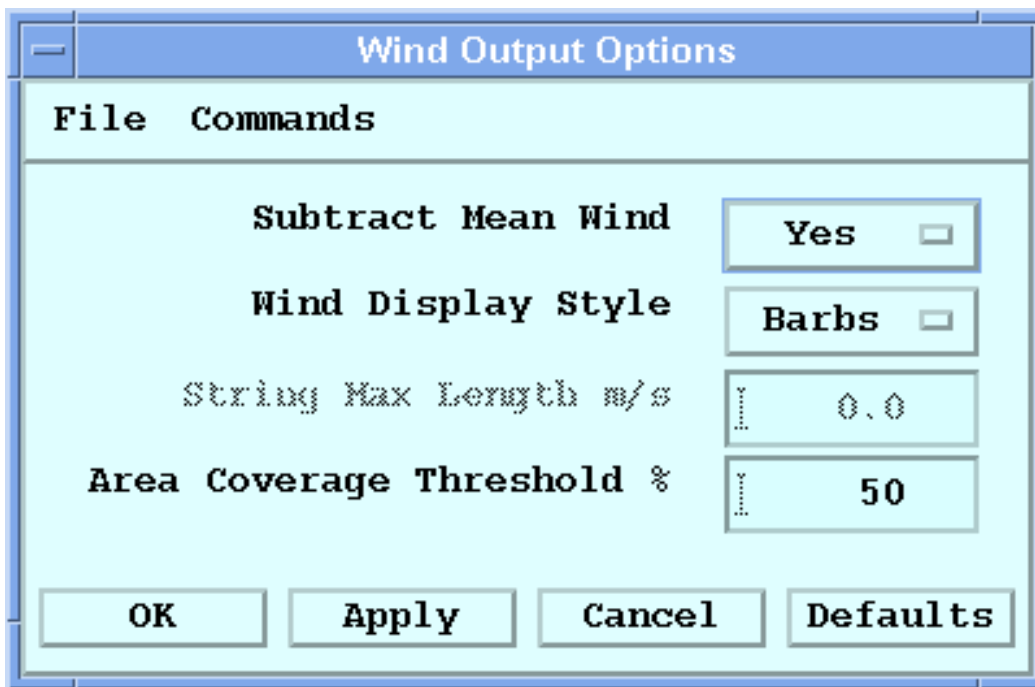 Wind Output Options
File Commands
Subtract Mean Wind Yes
Wind Display Style Barbs
String Max Length m/s 0.0
Area Coverage Threshold % 50
OK Apply Cancel Defaults